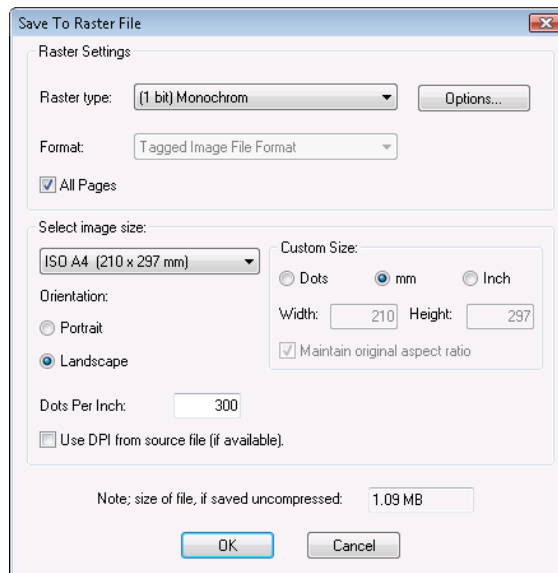 Save To Raster File
Raster Settings
Raster type: (1 bit) Monochrom Options...
Format: Tagged Image File Format
All Pages
Select image size:
ISO A4 (210 x 297 mm)
Orientation:
Portrait
Landscape
Custom Size:
Dots mm Inch
Width: 210 Height: 297
Maintain original aspect ratio
Dots Per Inch: 300
Use DPI from source file (if available).
Note; size of file, if saved uncompressed: 1.09 MB
OK Cancel